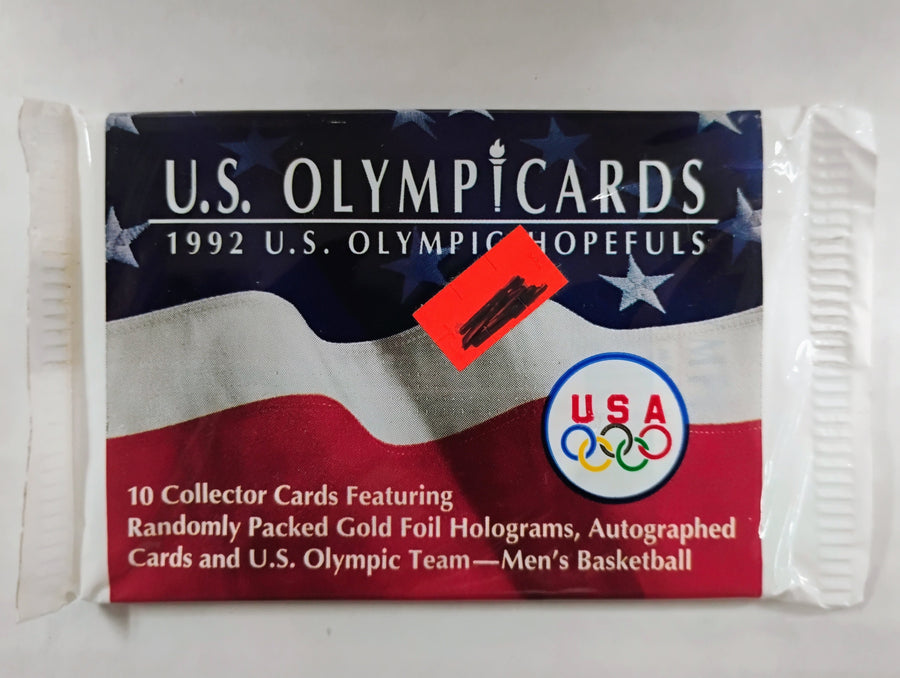 U.S. OLYMPICARDS
1992 U.S. OLYMPIC HOPEFULS
USA
10 Collector Cards Featuring
Randomly Packed Gold Foil Holograms, Autographed
Cards and U.S. Olympic Team—Men's Basketball